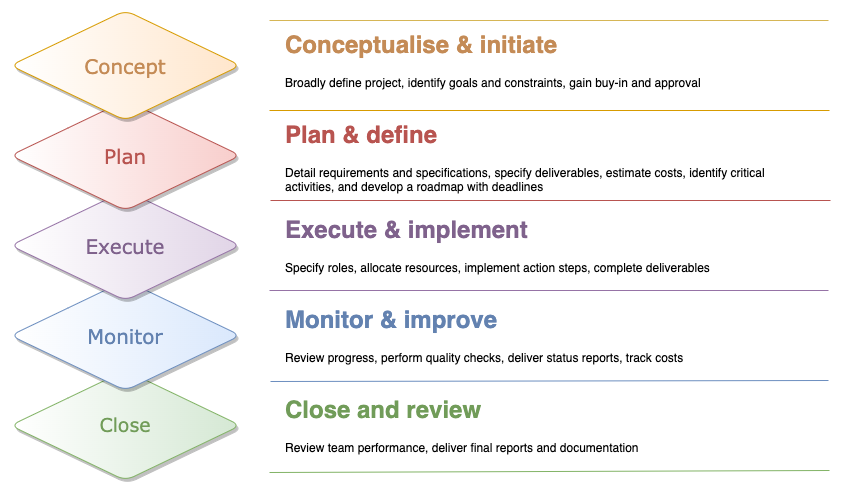 Concept
Conceptualise & initiate
Broadly define project, identify goals and constraints, gain buy-in and approval
Plan
Plan & define
Detail requirements and specifications, specify deliverables, estimate costs, identify critical
activities, and develop a roadmap with deadlines
Execute
Execute & implement
Specify roles, allocate resources, implement action steps, complete deliverables
Monitor
Monitor & improve
Review progress, perform quality checks, deliver status reports, track costs
Close
Close and review
Review team performance, deliver final reports and documentation